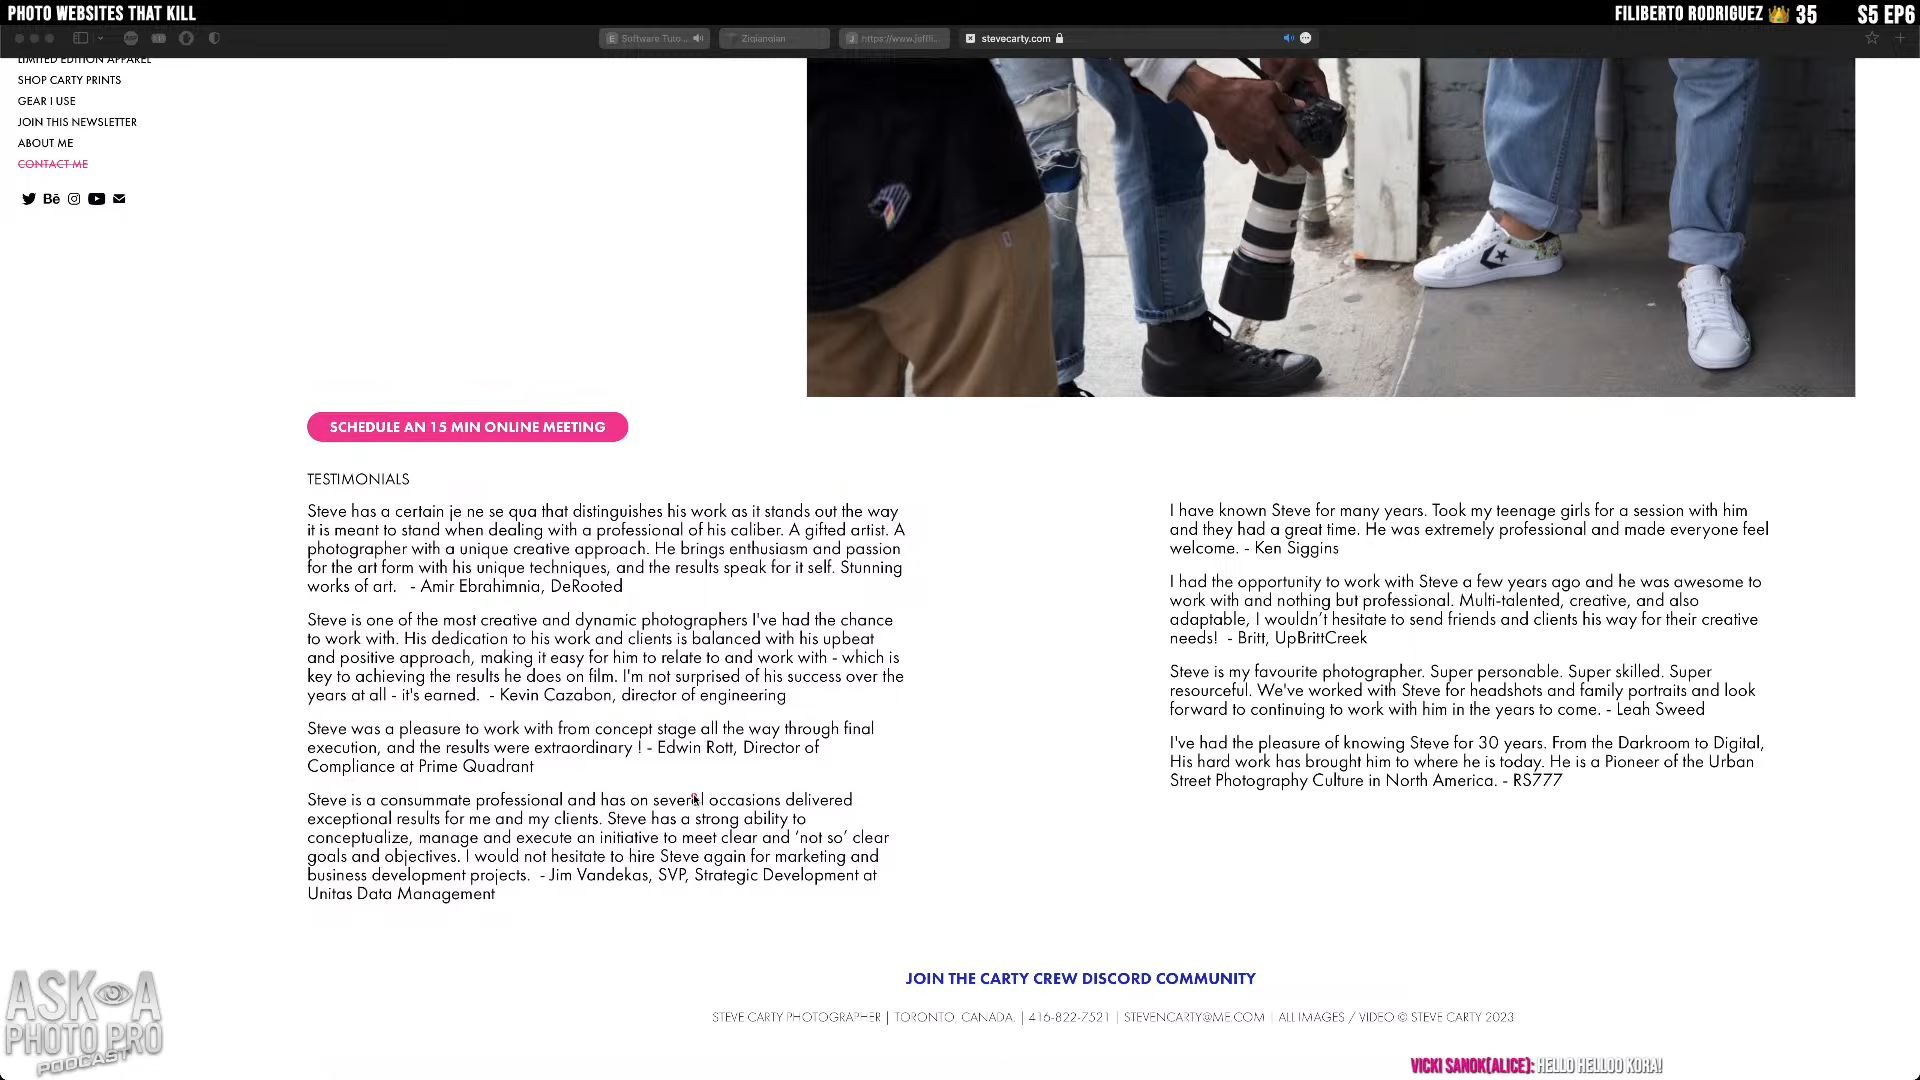 PHOTO WEBSITES THAT KILL
FILIBERTO RODRIGUEZ 35 S5 EP6
Software Tuto...
Ziqianqian
stevecarty.com
LIMITED EDITION APPAREL
SHOP CARTY PRINTS
GEAR I USE
JOIN THIS NEWSLETTER
ABOUT ME
CONTACT ME
Bē
SCHEDULE AN 15 MIN ONLINE MEETING
TESTIMONIALS
Steve has a certain je ne se qua that distinguishes his work as it stands out the way
it is meant to stand when dealing with a professional of his caliber. A gifted artist. A
photographer with a unique creative approach. He brings enthusiasm and passion
for the art form with his unique techniques, and the results speak for it self. Stunning
works of art. - Amir Ebrahimnia, DeRooted
Steve is one of the most creative and dynamic photographers I've had the chance
to work with. His dedication to his work and clients is balanced with his upbeat
and positive approach, making it easy for him to relate to and work with - which is
key to achieving the results he does on film. I'm not surprised of his success over the
years at all - it's earned. - Kevin Cazabon, director of engineering
Steve was a pleasure to work with from concept stage all the way through final
execution, and the results were extraordinary ! - Edwin Rott, Director of
Compliance at Prime Quadrant
Steve is a consummate professional and has on several occasions delivered
exceptional results for me and my clients. Steve has a strong ability to
conceptualize, manage and execute an initiative to meet clear and ‘not so’ clear
goals and objectives. I would not hesitate to hire Steve again for marketing and
business development projects. - Jim Vandekas, SVP, Strategic Development at
Unitas Data Management
I have known Steve for many years. Took my teenage girls for a session with him
and they had a great time. He was extremely professional and made everyone feel
welcome. - Ken Siggins
I had the opportunity to work with Steve a few years ago and he was awesome to
work with and nothing but professional. Multi-talented, creative, and also
adaptable, I wouldn’t hesitate to send friends and clients his way for their creative
needs! - Britt, UpBrittCreek
Steve is my favourite photographer. Super personable. Super skilled. Super
resourceful. We've worked with Steve for headshots and family portraits and look
forward to continuing to work with him in the years to come. - Leah Sweed
I've had the pleasure of knowing Steve for 30 years. From the Darkroom to Digital,
His hard work has brought him to where he is today. He is a Pioneer of the Urban
Street Photography Culture in North America. - RS777
JOIN THE CARTY CREW DISCORD COMMUNITY
STEVE CARTY PHOTOGRAPHER | TORONTO, CANADA. | 416-822-7521 | STEVENCARTY@ME.COM | ALL IMAGES / VIDEO © STEVE CARTY 2023
ASK A
PHOTO PRO
PODCAST
VICKI SANOK(ALICE): HELLO HELLOO KORA!